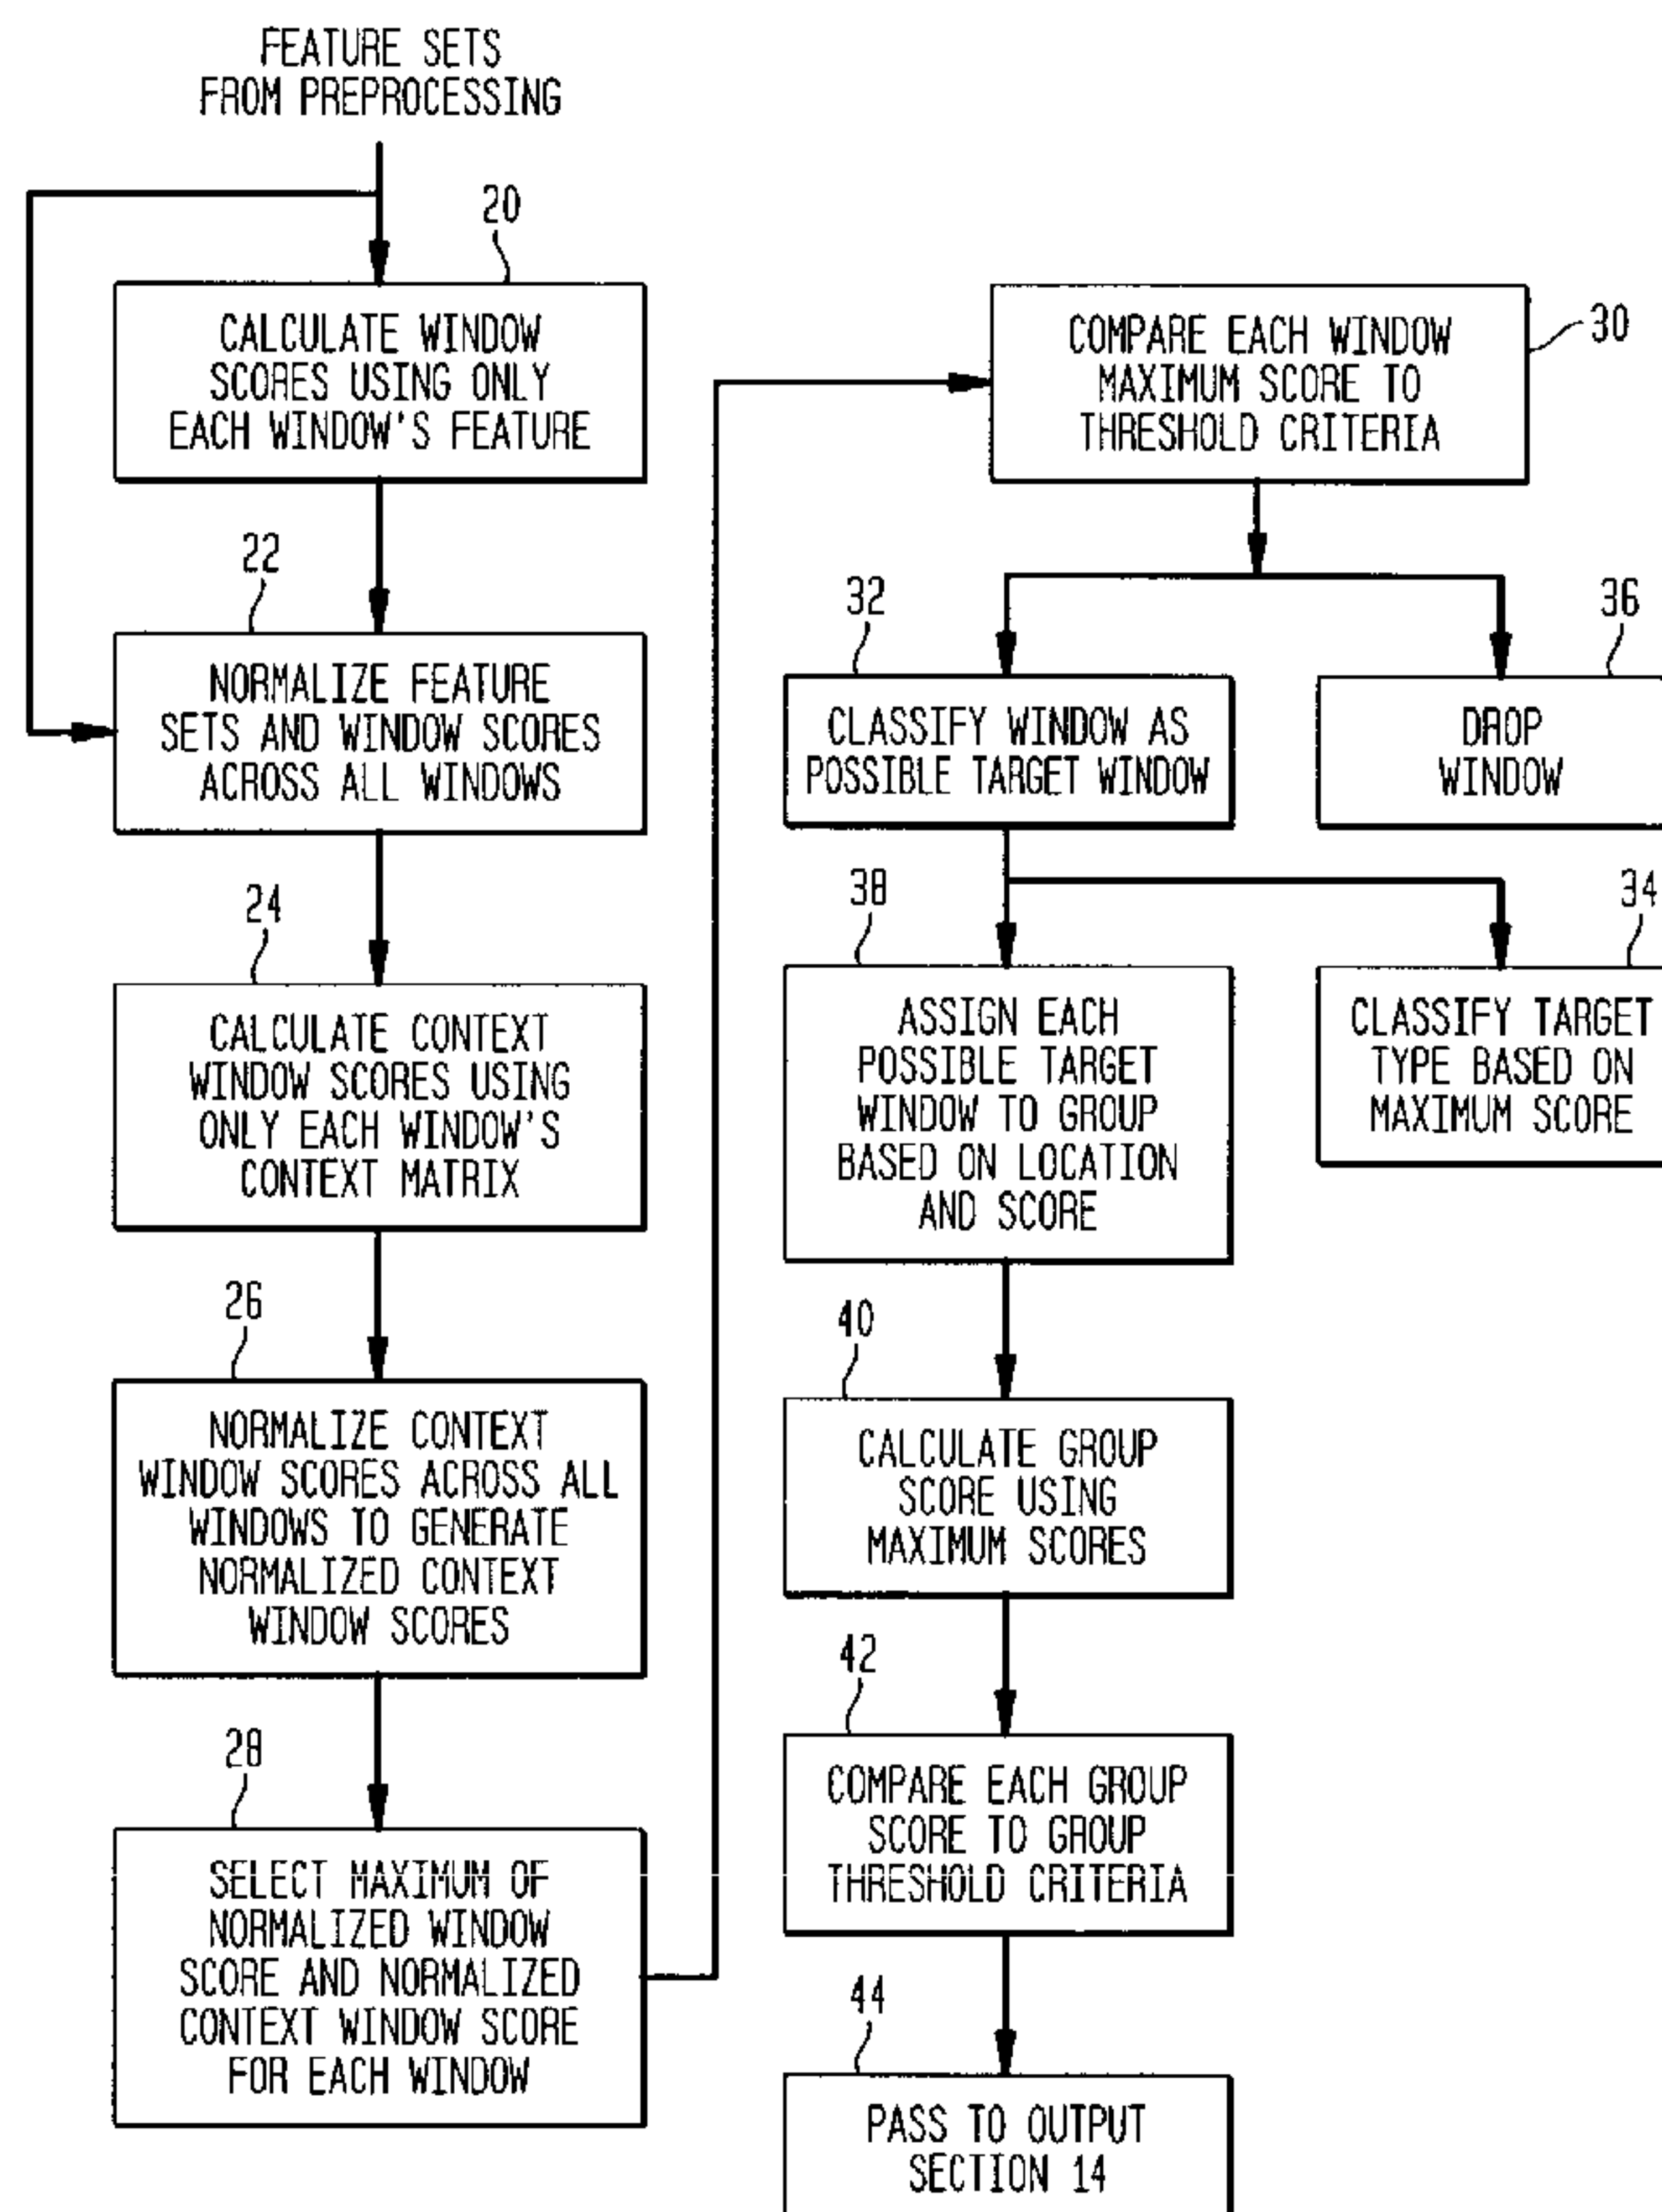 FEATURE SETS
FROM PREPROCESSING
20
CALCULATE WINDOW
SCORES USING ONLY
EACH WINDOW'S FEATURE
22
NORMALIZE FEATURE
SETS AND WINDOW SCORES
ACROSS ALL WINDOWS
24
CALCULATE CONTEXT
WINDOW SCORES USING
ONLY EACH WINDOW'S
CONTEXT MATRIX
26
NORMALIZE CONTEXT
WINDOW SCORES ACROSS ALL
WINDOWS TO GENERATE
NORMALIZED CONTEXT
WINDOW SCORES
28
SELECT MAXIMUM OF
NORMALIZED WINDOW
SCORE AND NORMALIZED
CONTEXT WINDOW SCORE
FOR EACH WINDOW
30
COMPARE EACH WINDOW
MAXIMUM SCORE TO
THRESHOLD CRITERIA
32
CLASSIFY WINDOW AS
POSSIBLE TARGET WINDOW
36
DROP
WINDOW
38
ASSIGN EACH
POSSIBLE TARGET
WINDOW TO GROUP
BASED ON LOCATION
AND SCORE
34
CLASSIFY TARGET
TYPE BASED ON
MAXIMUM SCORE
40
CALCULATE GROUP
SCORE USING
MAXIMUM SCORES
42
COMPARE EACH GROUP
SCORE TO GROUP
THRESHOLD CRITERIA
44
PASS TO OUTPUT
SECTION 14